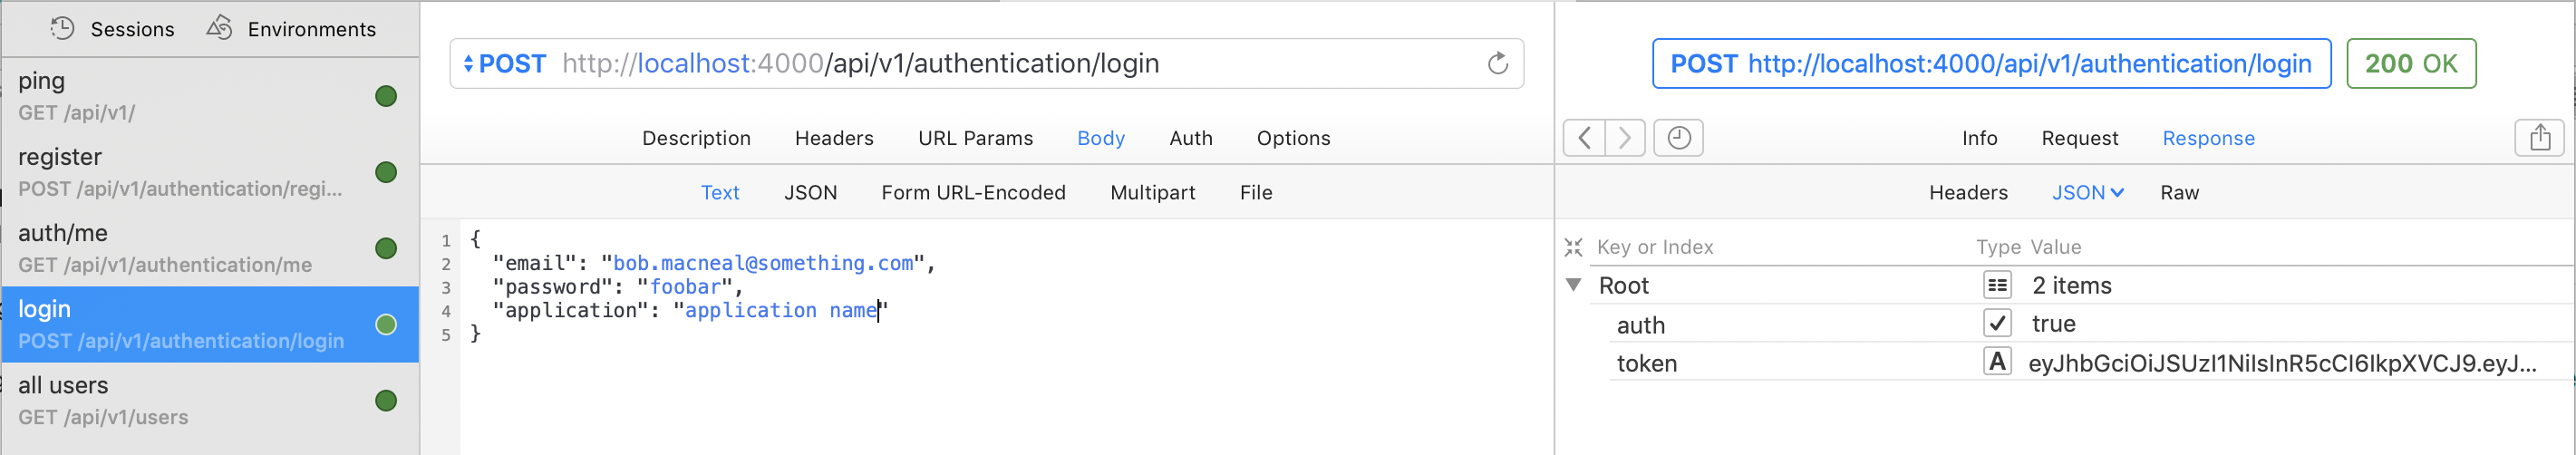 Sessions Environments
ping
GET /api/v1/
register
POST /api/v1/authentication/regi...
auth/me
GET /api/v1/authentication/me
login
POST /api/v1/authentication/login
all users
GET /api/v1/users
POST http://localhost:4000/api/v1/authentication/login
Description Headers URL Params Body Auth Options
Text JSON Form URL-Encoded Multipart File
1 {
2 "email": "bob.macneal@something.com",
3 "password": "foobar",
4 "application": "application name"
5 }
POST http://localhost:4000/api/v1/authentication/login 200 OK
Info Request Response
Headers JSON Raw
Key or Index Type Value
Root 2 items
auth true
token A eyJhbGciOiJSUzI1NiIsInR5cCI6IkpXVCJ9.eyJ...